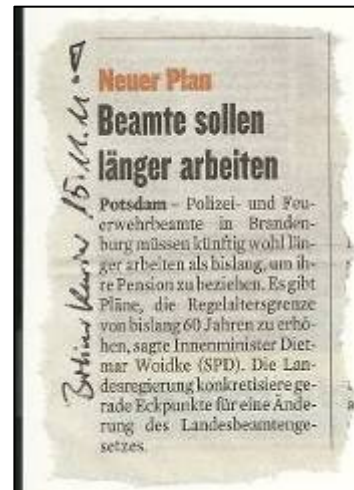 Neuer Plan
Beamte sollen
länger arbeiten
Potsdam – Polizei- und Feu-
erwehrbeamte in Branden-
burg müssen künftig wohl län-
ger arbeiten als bislang, um ih-
re Pension zu beziehen. Es gibt
Pläne, die Regelaltersgrenze
von bislang 60 Jahren zu erhö-
hen, sagte Innenminister Diet-
mar Woidke (SPD). Die Lan-
desregierung konkretisiere ge-
rade Eckpunkte für eine Ände-
rung des Landesbeamtenge-
setzes.
15.11.11